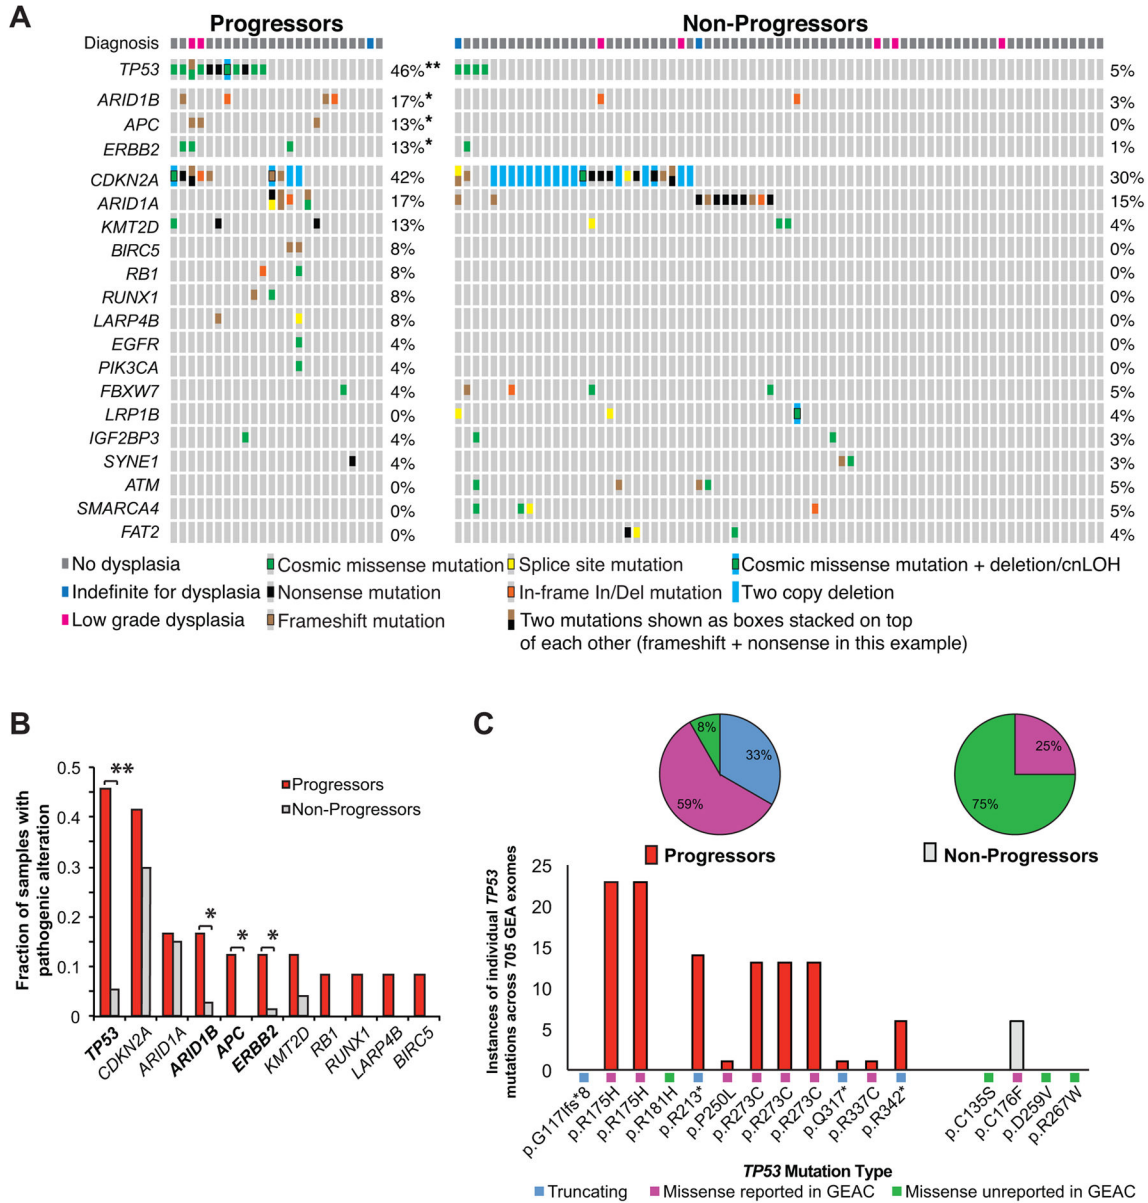 A
Progressors
Non-Progressors
Diagnosis
TP53 46%** 5%
ARID1B 17%* 3%
APC 13%* 0%
ERBB2 13%* 1%
CDKN2A 42% 30%
ARID1A 17% 15%
KMT2D 13% 4%
BIRC5 8% 0%
RB1 8% 0%
RUNX1 8% 0%
LARP4B 8% 0%
EGFR 4% 0%
PIK3CA 4% 0%
FBXW7 4% 5%
LRP1B 0% 4%
IGF2BP3 4% 3%
SYNE1 4% 3%
ATM 0% 5%
SMARCA4 0% 5%
FAT2 0% 4%
No dysplasia Cosmic missense mutation Splice site mutation Cosmic missense mutation + deletion/cnLOH
Indefinite for dysplasia Nonsense mutation In-frame In/Del mutation Two copy deletion
Low grade dysplasia Frameshift mutation Two mutations shown as boxes stacked on top
of each other (frameshift + nonsense in this example)
B
Fraction of samples with
pathogenic alteration
0.5
0.4
0.3
0.2
0.1
0
** * * *
Progressors
Non-Progressors
TP53 CDKN2A ARID1A ARID1B APC ERBB2 KMT2D RB1 RUNX1 LARP4B BIRC5
C
8% 33% 59%
25% 75%
Progressors
Non-Progressors
Instances of individual TP53
mutations across 705 GEA exomes
25
20
15
10
5
0
p.G117fs*8 p.R175H p.R175H p.R181H p.R213* p.P250L p.R273C p.R273C p.R273C p.Q317* p.R337C p.R342* p.C135S p.C176F p.D259V p.R267W
TP53 Mutation Type
Truncating Missense reported in GEAC Missense unreported in GEAC